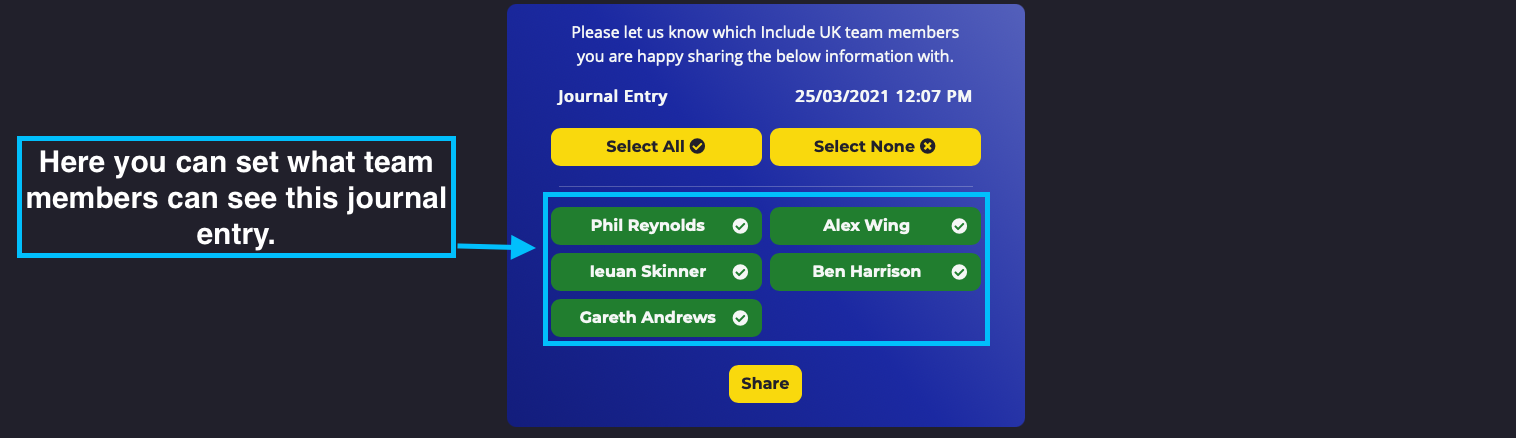 Please let us know which Include UK team members
you are happy sharing the below information with.
Journal Entry 25/03/2021 12:07 PM
Select All Select None
Here you can set what team
members can see this journal
entry.
Phil Reynolds Alex Wing
Ieuan Skinner Ben Harrison
Gareth Andrews
Share